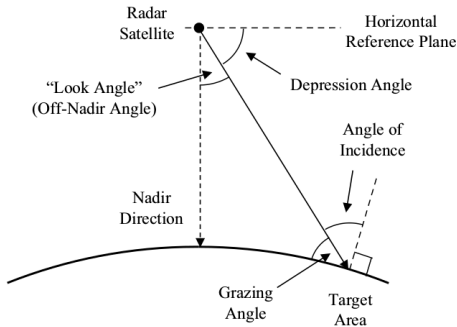 Radar
Satellite
Horizontal
Reference Plane
“Look Angle”
(Off-Nadir Angle)
Depression Angle
Angle of
Incidence
Nadir
Direction
Grazing
Angle
Target
Area